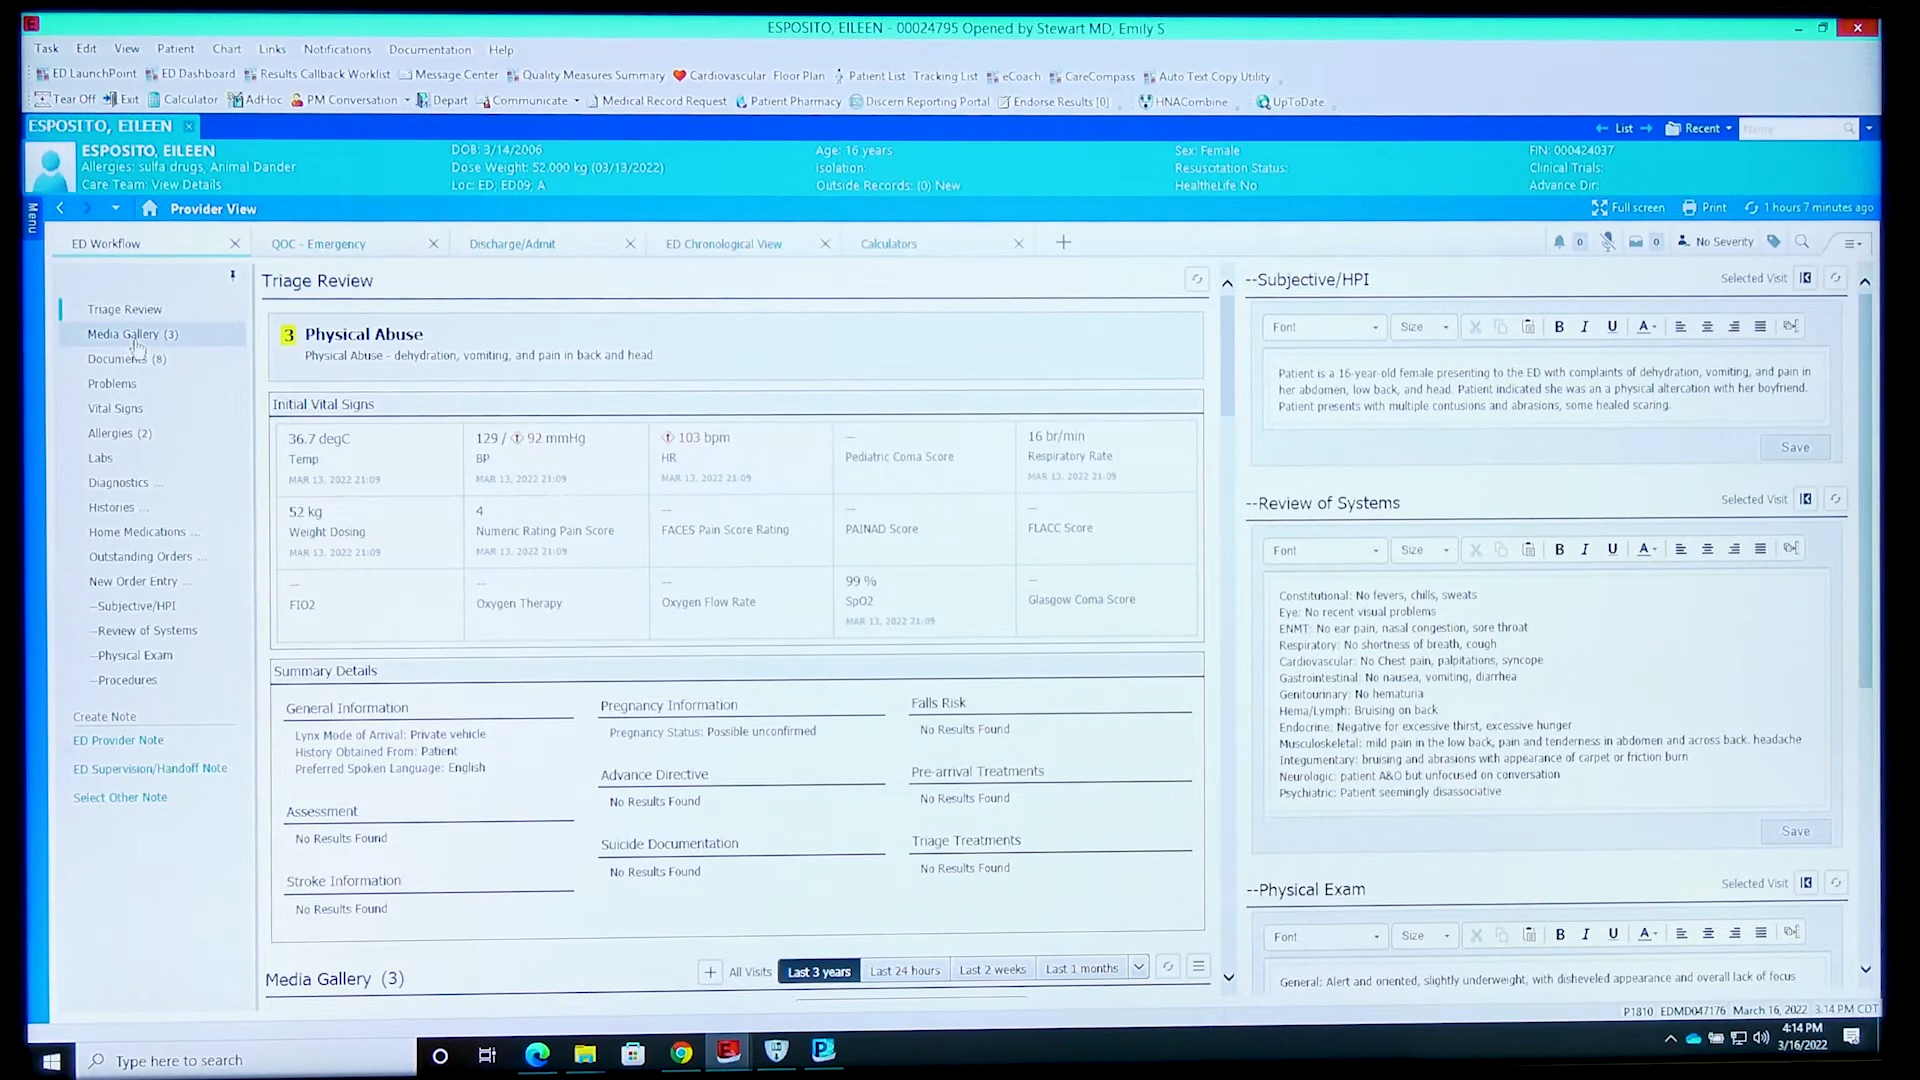 ESPOSITO, EILEEN - 00024795 Opened by Stewart MD, Emily S
Task Edit View Patient Chart Links Notifications Documentation Help
ED LaunchPoint ED Dashboard Results Callback Worklist Message Center Quality Measures Summary Cardiovascular Floor Plan Patient List Tracking List eCoach CareCompass Auto Text Copy Utility
Tear Off Exit Calculator AdHoc PM Conversation Depart Communicate Medical Record Request Patient Pharmacy Discern Reporting Portal Endorse Results [0] HNACombine UpToDate
ESPOSITO, EILEEN
List Recent Name
ESPOSITO, EILEEN DOB: 3/14/2006 Age: 16 years Sex: Female FIN: 000424037
Allergies: sulfa drugs, Animal Dander Dose Weight: 52.000 kg (03/13/2022) Isolation: Resuscitation Status: Clinical Trials:
Care Team: View Details Loc: ED; ED09; A Outside Records: (0) New HealtheLife No Advance Dir:
Menu
Provider View Full screen Print 1 hours 7 minutes ago
ED Workflow QOC - Emergency Discharge/Admit ED Chronological View Calculators 0 0 No Severity
Triage Review
Media Gallery (3)
Documents (8)
Problems
Vital Signs
Allergies (2)
Labs
Diagnostics ...
Histories ...
Home Medications ...
Outstanding Orders ...
New Order Entry ...
--Subjective/HPI
--Review of Systems
--Physical Exam
--Procedures
Create Note
ED Provider Note
ED Supervision/Handoff Note
Select Other Note
Triage Review
3 Physical Abuse
Physical Abuse - dehydration, vomiting, and pain in back and head
Initial Vital Signs
36.7 degC
Temp
MAR 13, 2022 21:09
129 / 92 mmHg
BP
MAR 13, 2022 21:09
103 bpm
HR
MAR 13, 2022 21:09
--
Pediatric Coma Score
16 br/min
Respiratory Rate
MAR 13, 2022 21:09
52 kg
Weight Dosing
MAR 13, 2022 21:09
4
Numeric Rating Pain Score
MAR 13, 2022 21:09
--
FACES Pain Score Rating
--
PAINAD Score
--
FLACC Score
--
FIO2
--
Oxygen Therapy
--
Oxygen Flow Rate
99 %
SpO2
MAR 13, 2022 21:09
--
Glasgow Coma Score
Summary Details
General Information
Lynx Mode of Arrival: Private vehicle
History Obtained From: Patient
Preferred Spoken Language: English
Assessment
No Results Found
Stroke Information
No Results Found
Pregnancy Information
Pregnancy Status: Possible unconfirmed
Advance Directive
No Results Found
Suicide Documentation
No Results Found
Falls Risk
No Results Found
Pre-arrival Treatments
No Results Found
Triage Treatments
No Results Found
Media Gallery (3) All Visits Last 3 years Last 24 hours Last 2 weeks Last 1 months
--Subjective/HPI Selected Visit
Font Size B I U A
Patient is a 16-year-old female presenting to the ED with complaints of dehydration, vomiting, and pain in
her abdomen, low back, and head. Patient indicated she was an a physical altercation with her boyfriend.
Patient presents with multiple contusions and abrasions, some healed scaring.
Save
--Review of Systems Selected Visit
Font Size B I U A
Constitutional: No fevers, chills, sweats
Eye: No recent visual problems
ENMT: No ear pain, nasal congestion, sore throat
Respiratory: No shortness of breath, cough
Cardiovascular: No Chest pain, palpitations, syncope
Gastrointestinal: No nausea, vomiting, diarrhea
Genitourinary: No hematuria
Hema/Lymph: Bruising on back
Endocrine: Negative for excessive thirst, excessive hunger
Musculoskeletal: mild pain in the low back, pain and tenderness in abdomen and across back. headache
Integumentary: bruising and abrasions with appearance of carpet or friction burn
Neurologic: patient A&O but unfocused on conversation
Psychiatric: Patient seemingly disassociative
Save
--Physical Exam Selected Visit
Font Size B I U A
General: Alert and oriented, slightly underweight, with disheveled appearance and overall lack of focus
P1810 EDMD047176 March 16, 2022 3:14 PM CDT
Type here to search
4:14 PM
3/16/2022